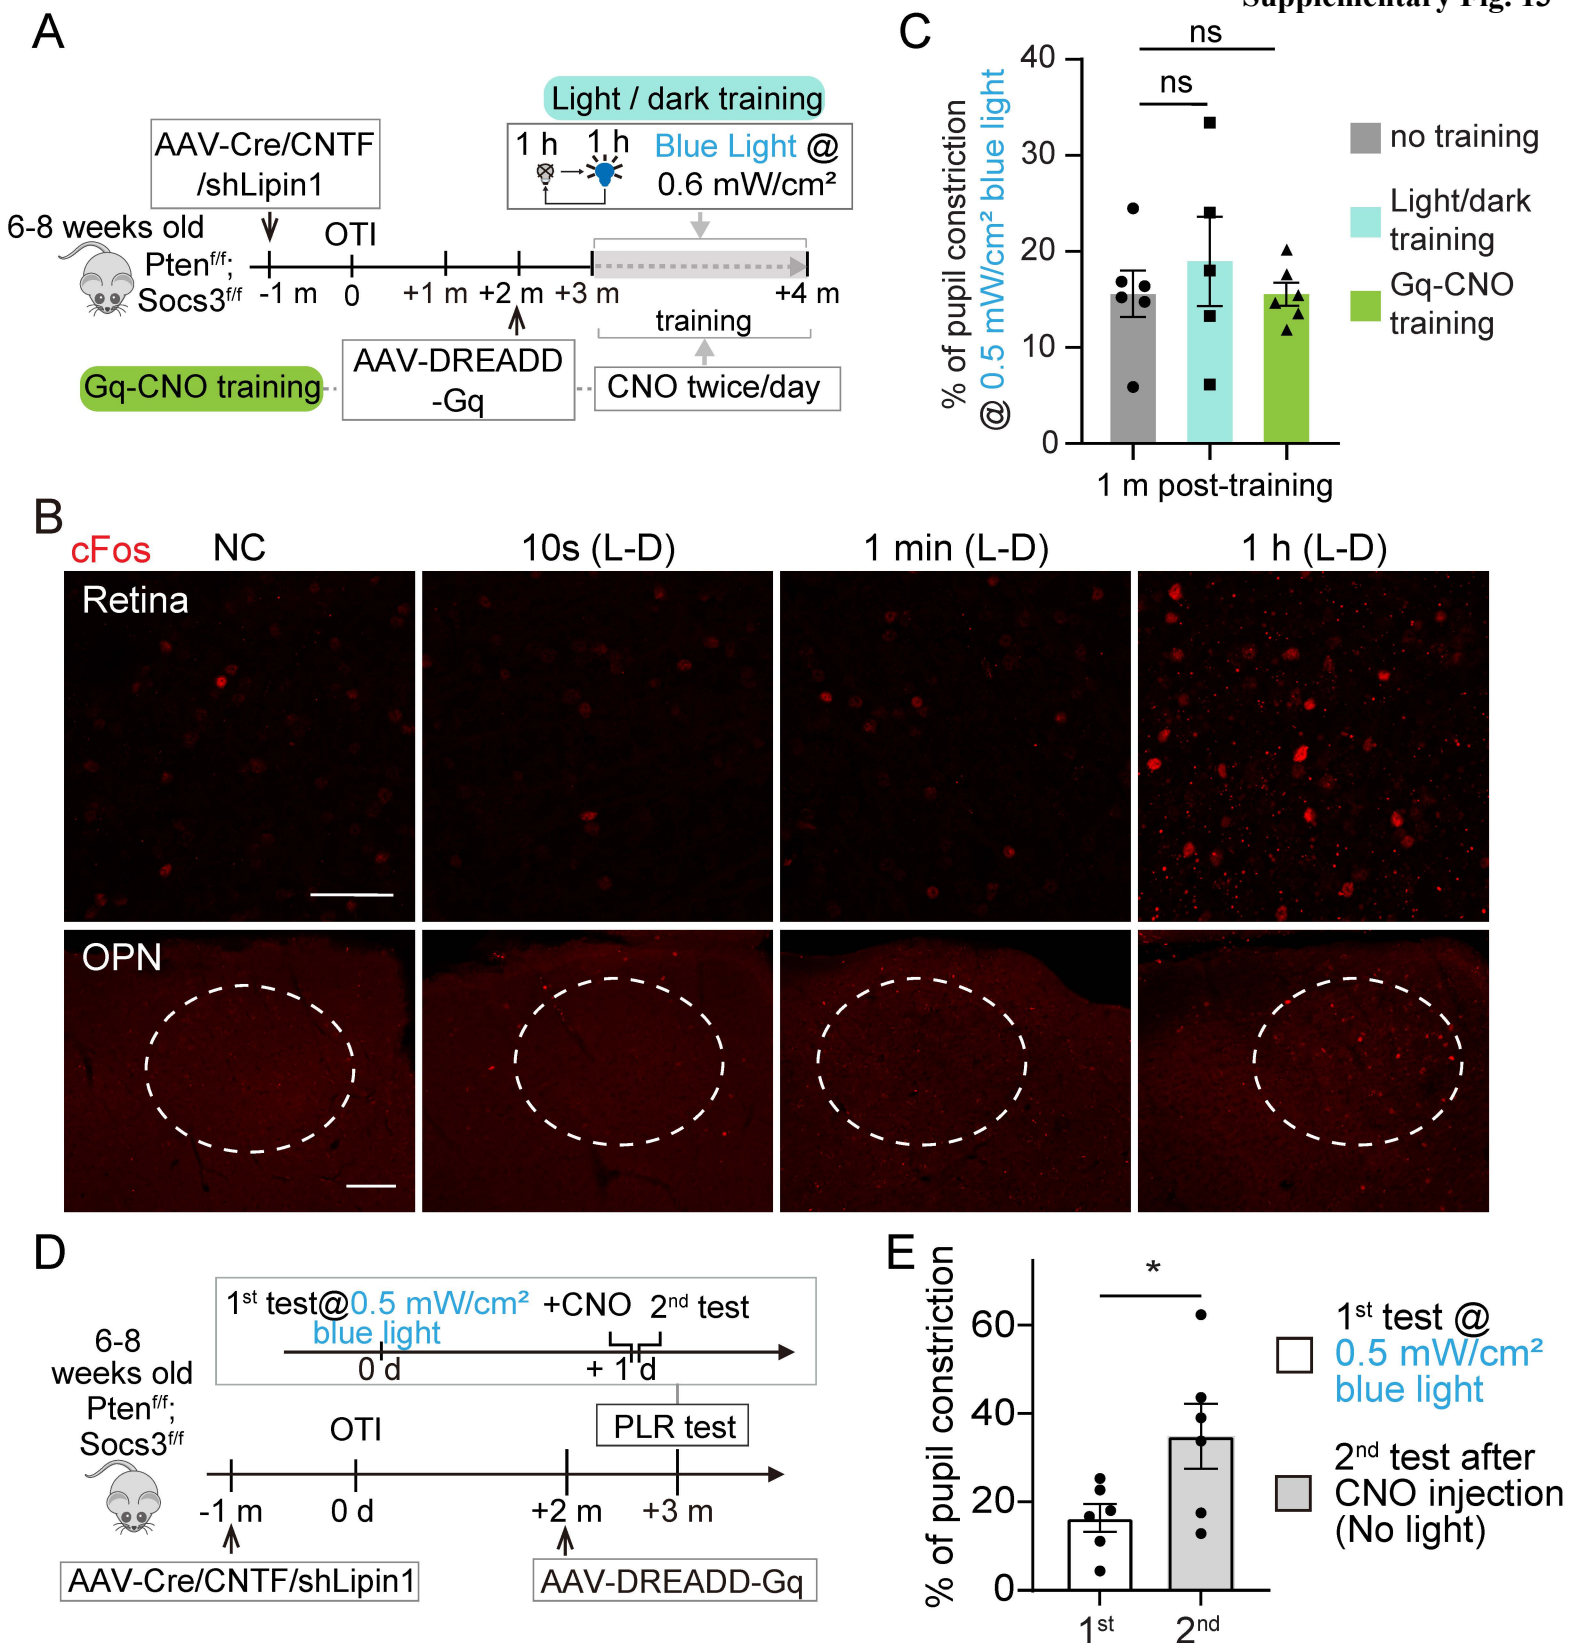 Supplementary Fig. 13
A
Light / dark training
1 h
1 h
Blue Light @
0.6 mW/cm²
AAV-Cre/CNTF
/shLipin1
6-8 weeks old
OTI
Pten^f/f;
Socs3^f/f
-1 m
0
+1 m
+2 m
+3 m
+4 m
training
AAV-DREADD
-Gq
Gq-CNO training
CNO twice/day
C
ns
ns
% of pupil constriction
@ 0.5 mW/cm² blue light
40
30
20
10
0
1 m post-training
no training
Light/dark
training
Gq-CNO
training
B
cFos
NC
10s (L-D)
1 min (L-D)
1 h (L-D)
Retina
OPN
D
1st test@0.5 mW/cm²
blue light
+CNO
2nd test
0 d
+ 1 d
6-8
weeks old
Pten^f/f;
Socs3^f/f
PLR test
OTI
-1 m
0 d
+2 m
+3 m
AAV-Cre/CNTF/shLipin1
AAV-DREADD-Gq
E
% of pupil constriction
*
60
40
20
0
1st
2nd
1st test @
0.5 mW/cm²
blue light
2nd test after
CNO injection
(No light)